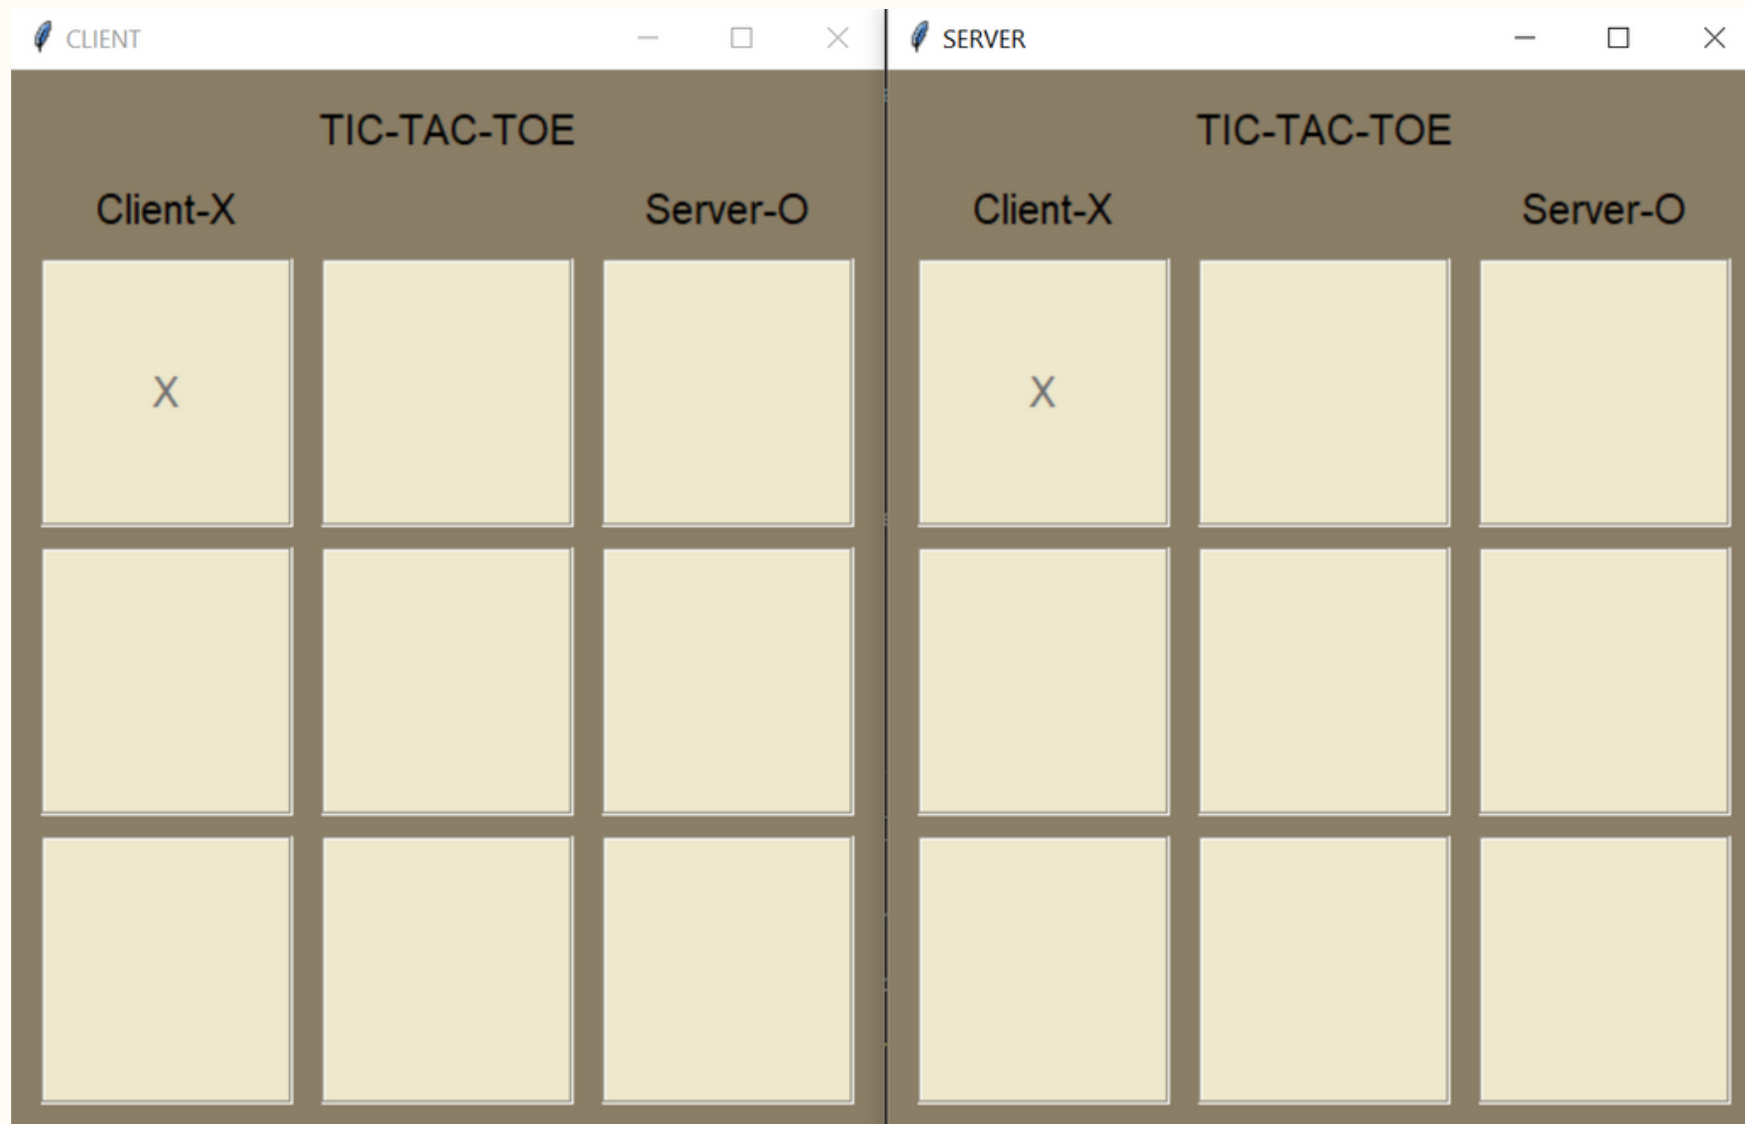 CLIENT
TIC-TAC-TOE
Client-X Server-O
X
SERVER
TIC-TAC-TOE
Client-X Server-O
X